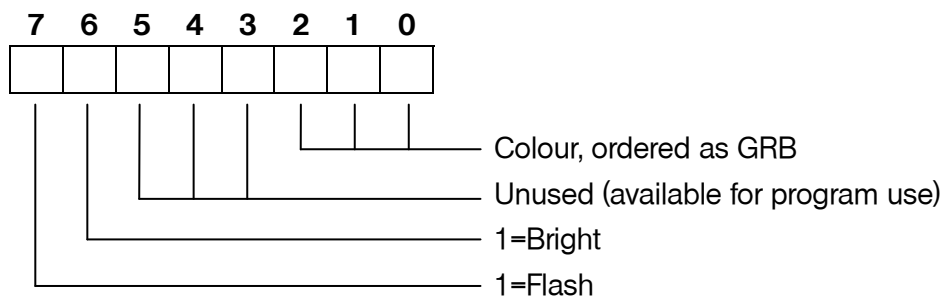 7 6 5 4 3 2 1 0
Colour, ordered as GRB
Unused (available for program use)
1=Bright
1=Flash